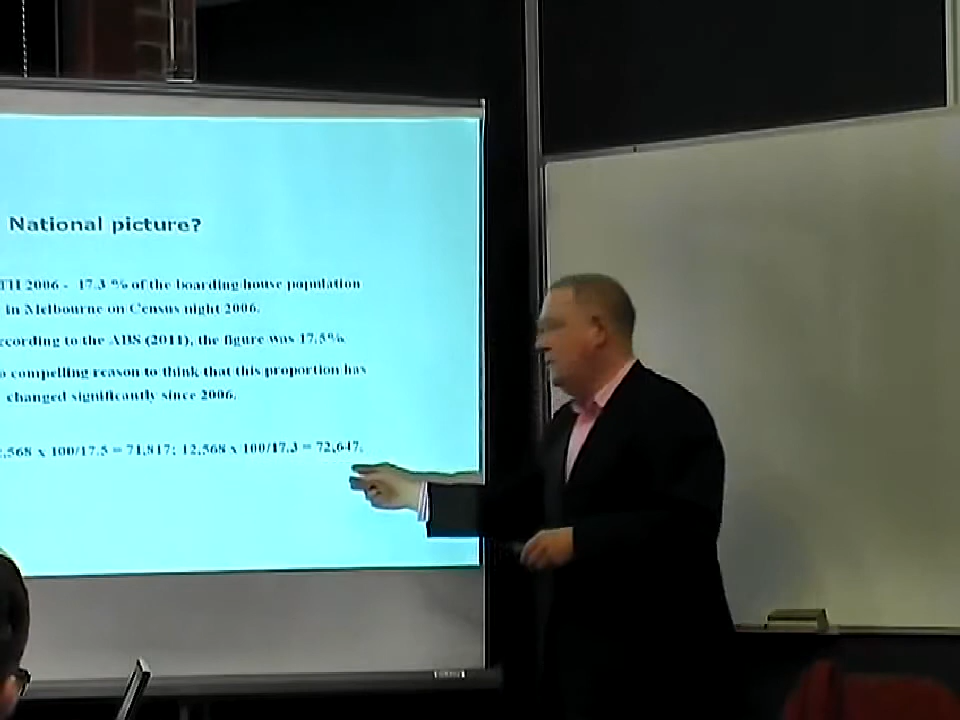 National picture?
TH 2006 - 17.3 % of the boarding house population
in Melbourne on Census night 2006.
ccording to the ABS (2011), the figure was 17.5%.
o compelling reason to think that this proportion has
changed significantly since 2006.
,568 x 100/17.5 = 71,817; 12,568 x 100/17.3 = 72,647.